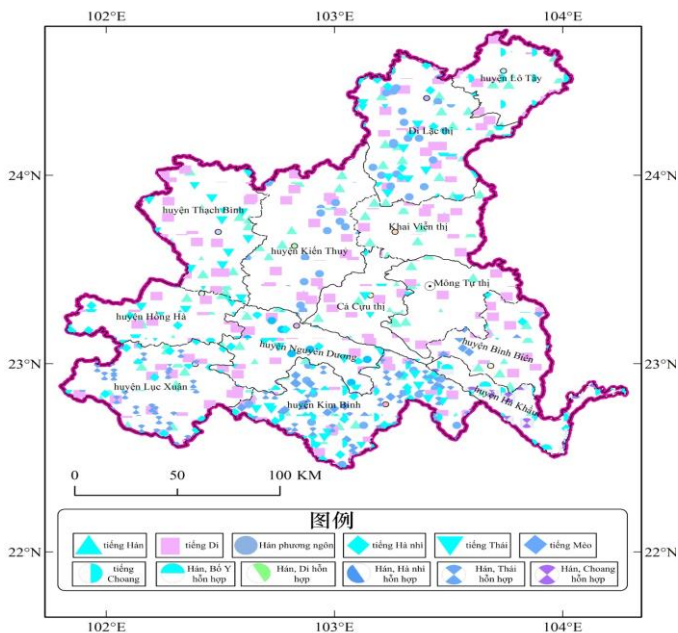 102°E 103°E 104°E
huyện Lô Tây
Di Lặc thị
24°N 24°N
huyện Thạch Bình
Khai Viễn thị
huyện Kiến Thuỷ
Mông Tự thị
Cá Cựu thị
huyện Hồng Hà
huyện Nguyên Dương
huyện Bình Biên
23°N 23°N
huyện Lục Xuân
huyện Kim Bình
huyện Hà Khẩu
0 50 100 KM
图例
tiếng Hán tiếng Di Hán phương ngôn tiếng Hà nhì tiếng Thái tiếng Mèo
tiếng Choang Hán, Bố Y hỗn hợp Hán, Di hỗn hợp Hán, Hà nhì hỗn hợp Hán, Thái hỗn hợp Hán, Choang hỗn hợp
22°N 22°N
102°E 103°E 104°E